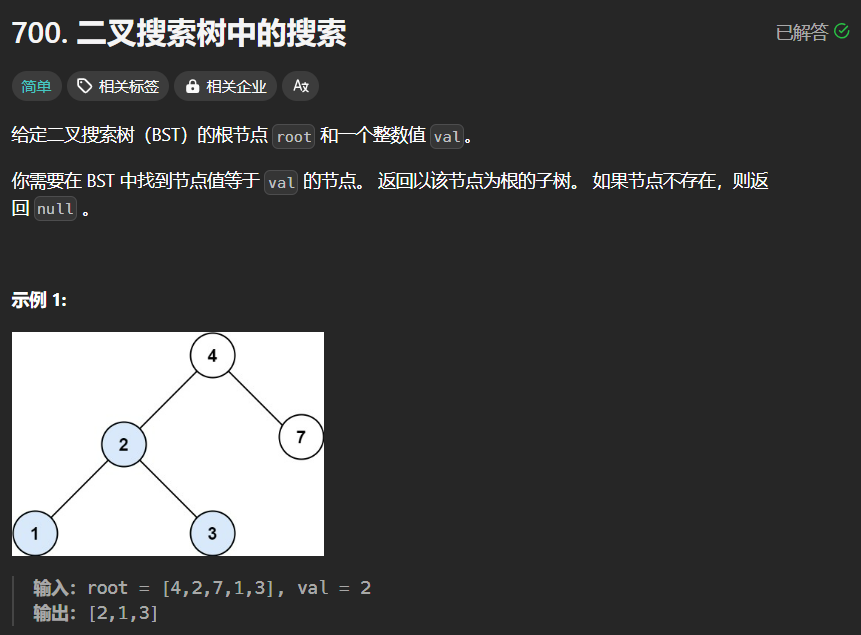 700. 二叉搜索树中的搜索
已解答
简单 相关标签 相关企业 Ax
给定二叉搜索树（BST）的根节点 root 和一个整数值 val。
你需要在 BST 中找到节点值等于 val 的节点。 返回以该节点为根的子树。 如果节点不存在，则返
回 null 。
示例 1:
4
2
7
1
3
输入：root = [4,2,7,1,3], val = 2
输出：[2,1,3]